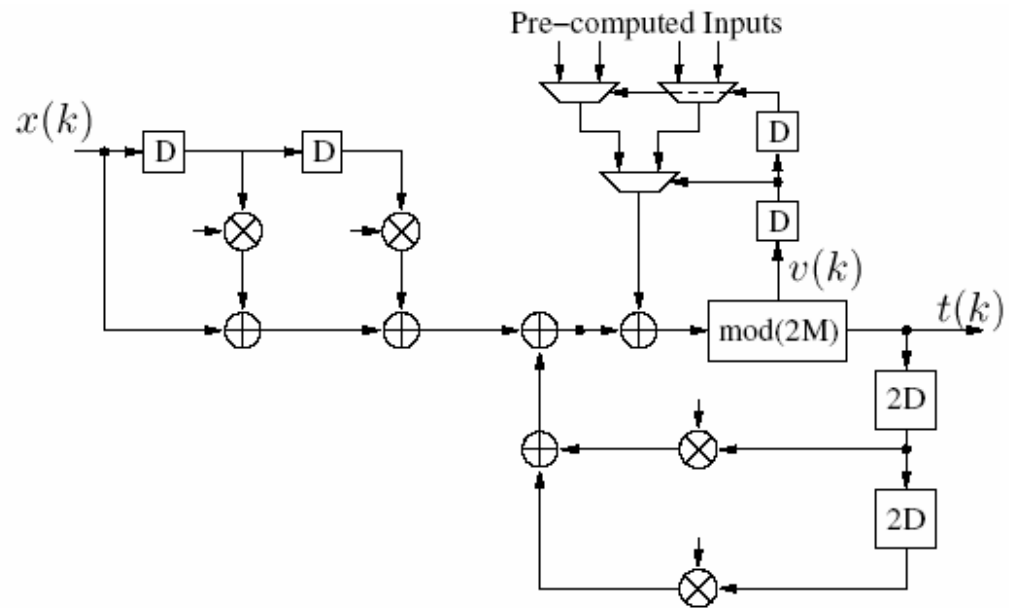 Pre−computed Inputs
x(k)
D
D
D
D
v(k)
mod(2M)
t(k)
2D
2D